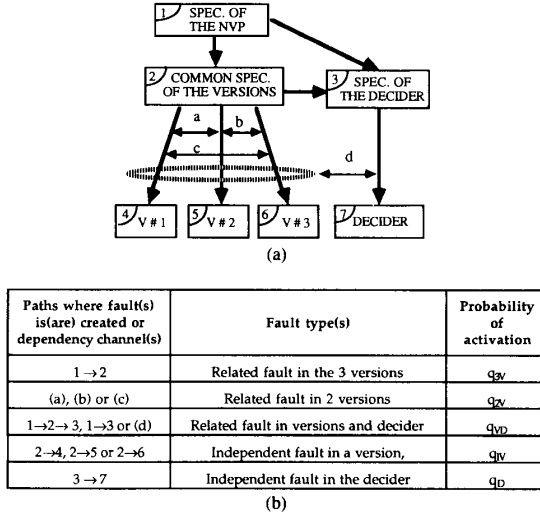 1 SPEC. OF
THE NVP
2 COMMON SPEC.
OF THE VERSIONS
3 SPEC. OF
THE DECIDER
a
b
c
d
4 V # 1
5 V # 2
6 V # 3
7 DECIDER
(a)
Paths where fault(s)
is(are) created or
dependency channel(s)
Fault type(s)
Probability
of
activation
1 → 2 Related fault in the 3 versions q3V
(a), (b) or (c) Related fault in 2 versions q2V
1→2→ 3, 1→3 or (d) Related fault in versions and decider qVD
2→4, 2→5 or 2→6 Independent fault in a version, qIV
3 → 7 Independent fault in the decider qD
(b)